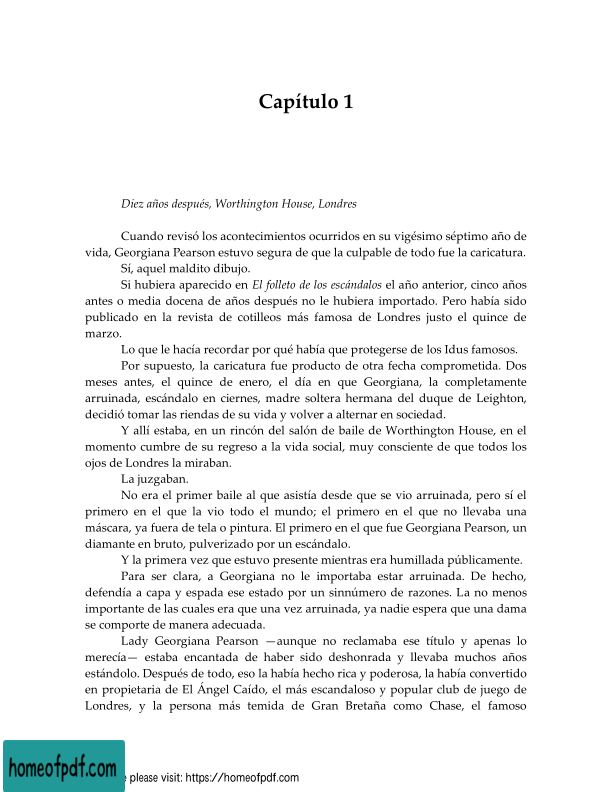 Capítulo 1
Diez años después, Worthington House, Londres
Cuando revisó los acontecimientos ocurridos en su vigésimo séptimo año de
vida, Georgiana Pearson estuvo segura de que la culpable de todo fue la caricatura.
Sí, aquel maldito dibujo.
Si hubiera aparecido en El folleto de los escándalos el año anterior, cinco años
antes o media docena de años después no le hubiera importado. Pero había sido
publicado en la revista de cotilleos más famosa de Londres justo el quince de
marzo.
Lo que le hacía recordar por qué había que protegerse de los Idus famosos.
Por supuesto, la caricatura fue producto de otra fecha comprometida. Dos
meses antes, el quince de enero, el día en que Georgiana, la completamente
arruinada, escándalo en ciernes, madre soltera hermana del duque de Leighton,
decidió tomar las riendas de su vida y volver a alternar en sociedad.
Y allí estaba, en un rincón del salón de baile de Worthington House, en el
momento cumbre de su regreso a la vida social, muy consciente de que todos los
ojos de Londres la miraban.
La juzgaban.
No era el primer baile al que asistía desde que se vio arruinada, pero sí el
primero en el que la vio todo el mundo; el primero en el que no llevaba una
máscara, ya fuera de tela o pintura. El primero en el que fue Georgiana Pearson, un
diamante en bruto, pulverizado por un escándalo.
Y la primera vez que estuvo presente mientras era humillada públicamente.
Para ser clara, a Georgiana no le importaba estar arruinada. De hecho,
defendía a capa y espada ese estado por un sinnúmero de razones. La no menos
importante de las cuales era que una vez arruinada, ya nadie espera que una dama
se comporte de manera adecuada.
Lady Georgiana Pearson —aunque no reclamaba ese título y apenas lo
merecía— estaba encantada de haber sido deshonrada y llevaba muchos años
estándolo. Después de todo, eso la había hecho rica y poderosa, la había convertido
en propietaria de El Ángel Caído, el más escandaloso y popular club de juego de
Londres, y la persona más temida de Gran Bretaña como Chase, el famoso
homeofpdf.com
please visit: https://homeofpdf.com